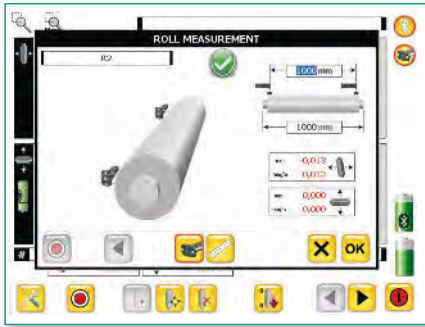 ROLL MEASUREMENT
R2
1000 mm
1000 mm
-0,013
0,013
0,000
0,000
X OK
#